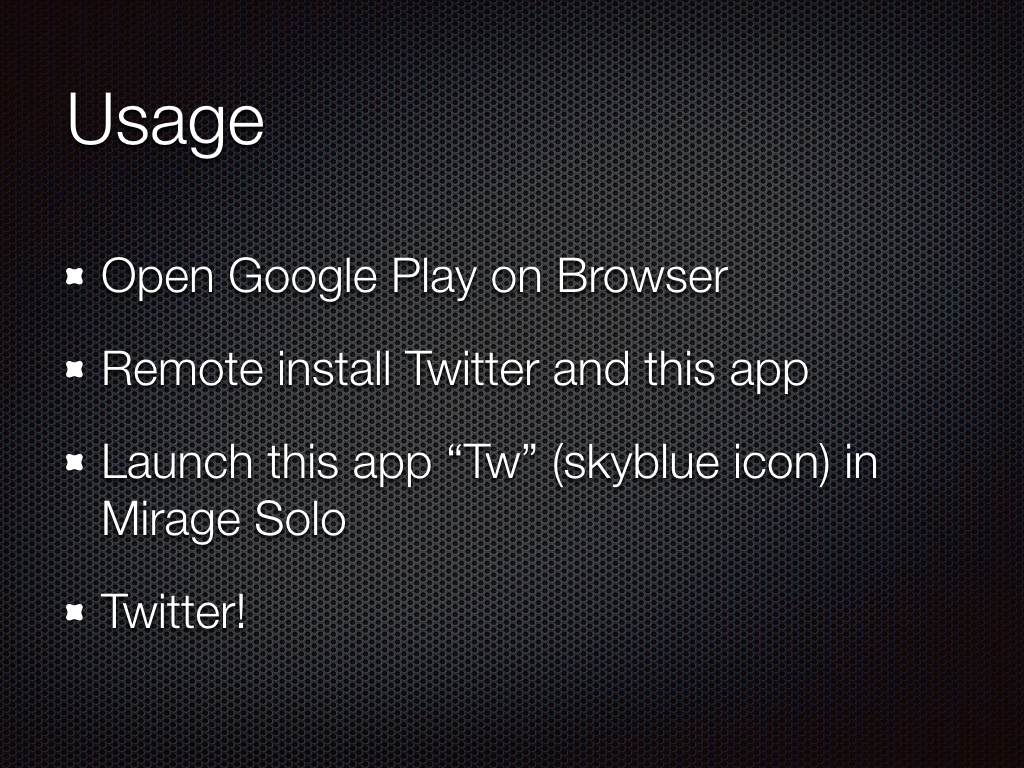 Usage
Open Google Play on Browser
Remote install Twitter and this app
Launch this app “Tw” (skyblue icon) in
Mirage Solo
Twitter!